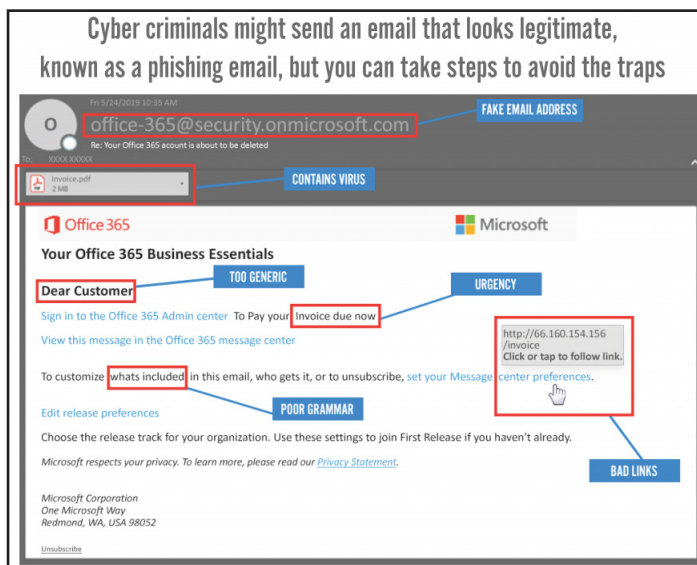 Cyber criminals might send an email that looks legitimate,
known as a phishing email, but you can take steps to avoid the traps
Fri 5/24/2019 10:35 AM
O
office-365@security.onmicrosoft.com
FAKE EMAIL ADDRESS
Re: Your Office 365 acount is about to be deleted
To: XXXX XXXXX
Invoice.pdf
2 MB
CONTAINS VIRUS
Office 365
Microsoft
Your Office 365 Business Essentials
TOO GENERIC
Dear Customer
URGENCY
Sign in to the Office 365 Admin center To Pay your Invoice due now
View this message in the Office 365 message center
http://66.160.154.156
/invoice
Click or tap to follow link.
To customize whats included in this email, who gets it, or to unsubscribe, set your Message center preferences.
POOR GRAMMAR
Edit release preferences
Choose the release track for your organization. Use these settings to join First Release if you haven't already.
Microsoft respects your privacy. To learn more, please read our Privacy Statement.
BAD LINKS
Microsoft Corporation
One Microsoft Way
Redmond, WA, USA 98052
Unsubscribe